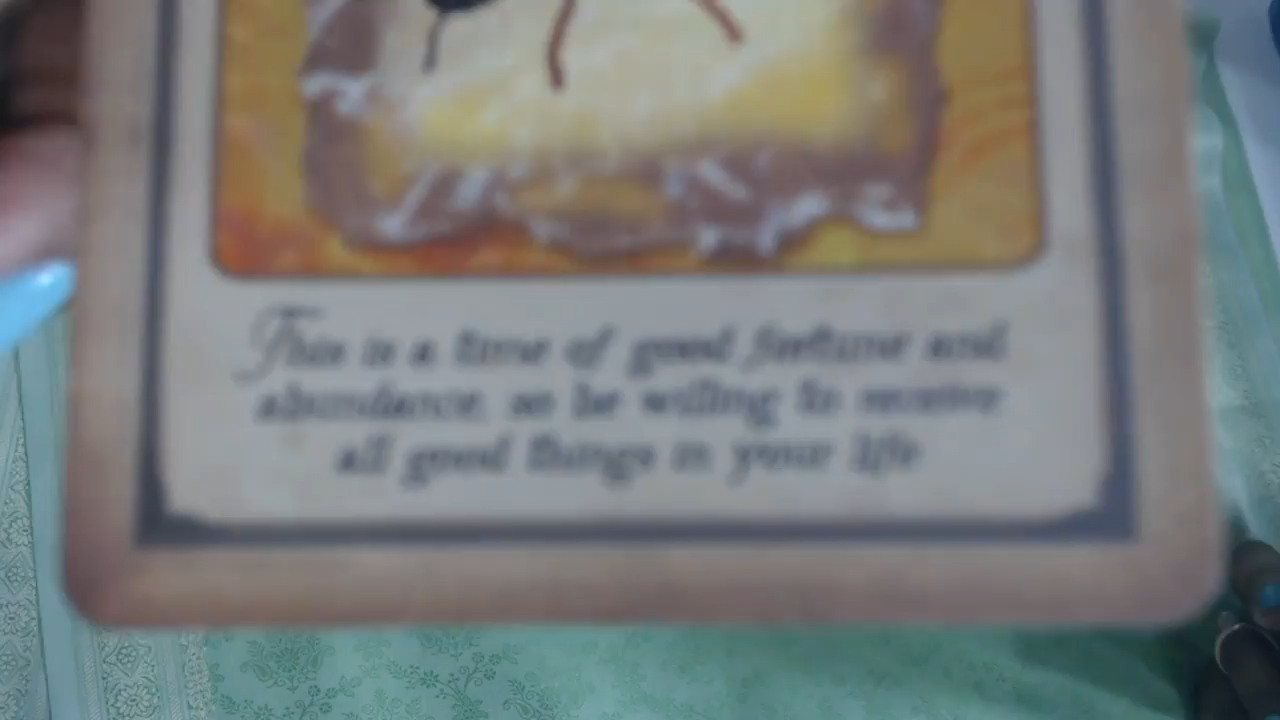 This is a time of good fortune and
abundance, so be willing to receive
all good things in your life